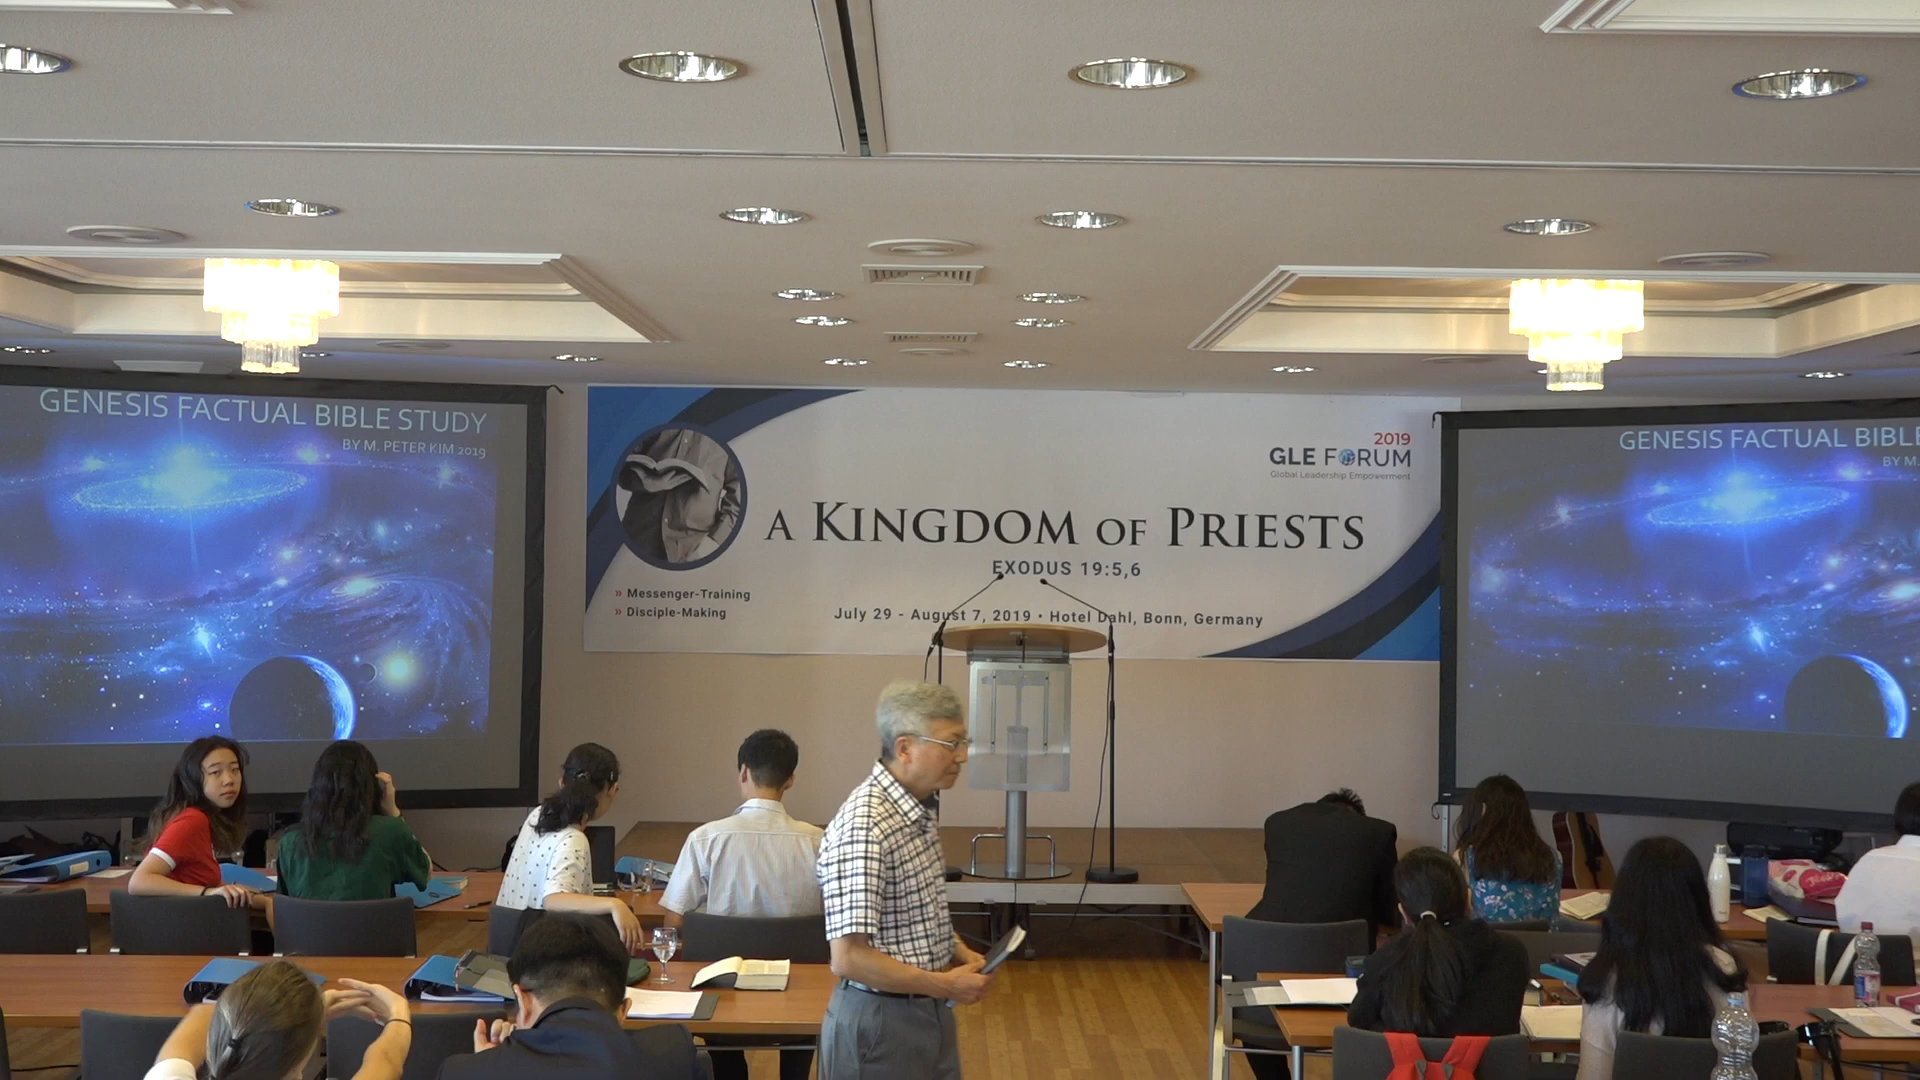 GENESIS FACTUAL BIBLE STUDY
BY M. PETER KIM 2019
2019
GLE FORUM
Global Leadership Empowerment
A KINGDOM OF PRIESTS
EXODUS 19:5,6
» Messenger-Training
» Disciple-Making
July 29 - August 7, 2019 • Hotel Dahl, Bonn, Germany
GENESIS FACTUAL BIBLE
BY M.